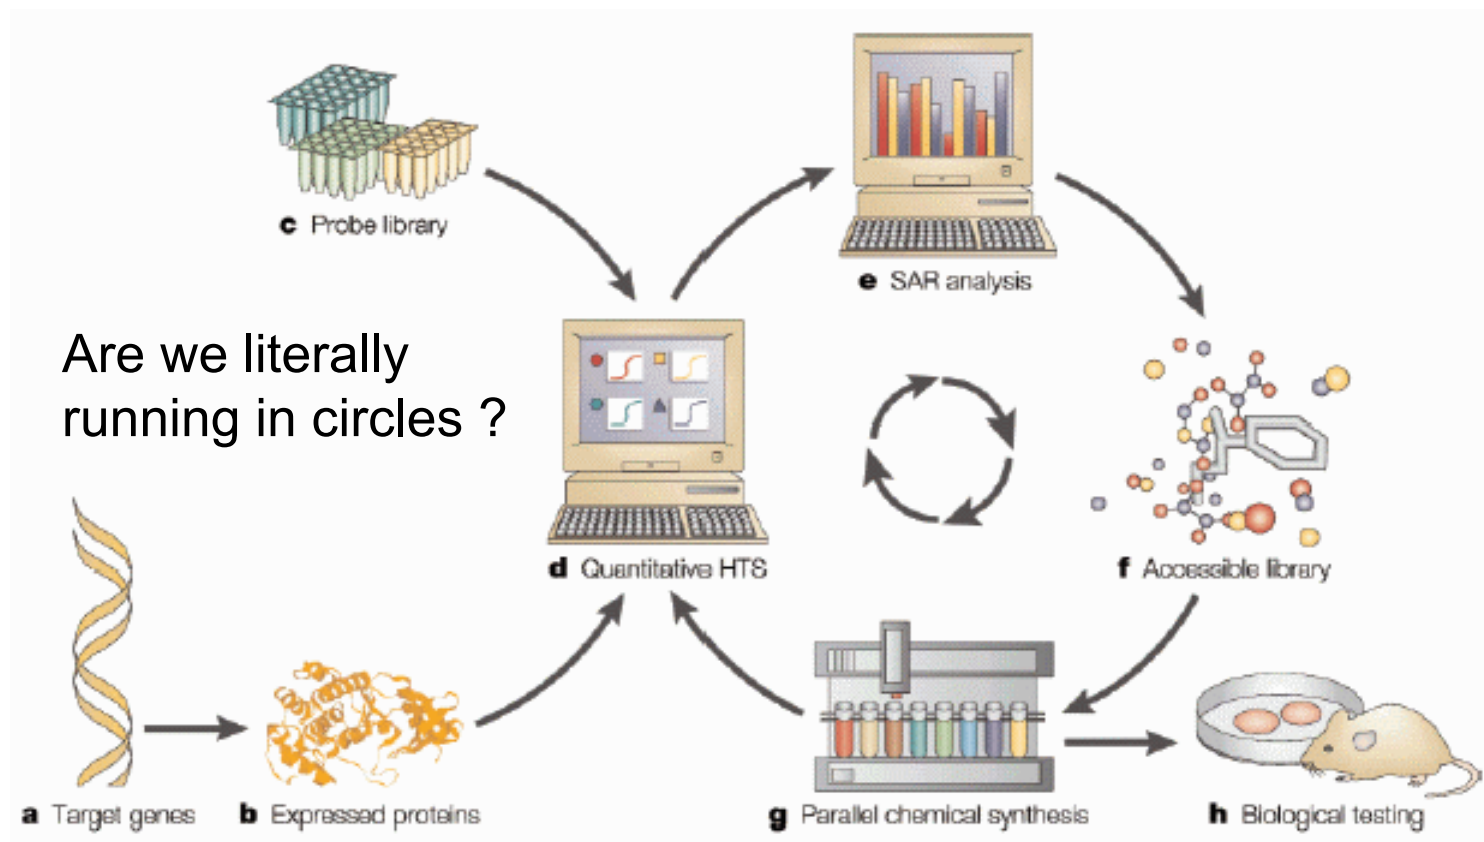 c Probe library
e SAR analysis
Are we literally
running in circles ?
d Quantitative HTS
f Accessible library
a Target genes
b Expressed proteins
g Parallel chemical synthesis
h Biological testing